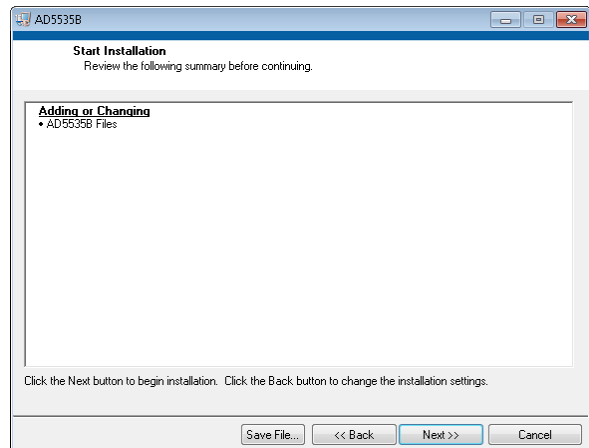 AD5535B
Start Installation
Review the following summary before continuing.
Adding or Changing
• AD5535B Files
Click the Next button to begin installation. Click the Back button to change the installation settings.
Save File... << Back Next >> Cancel